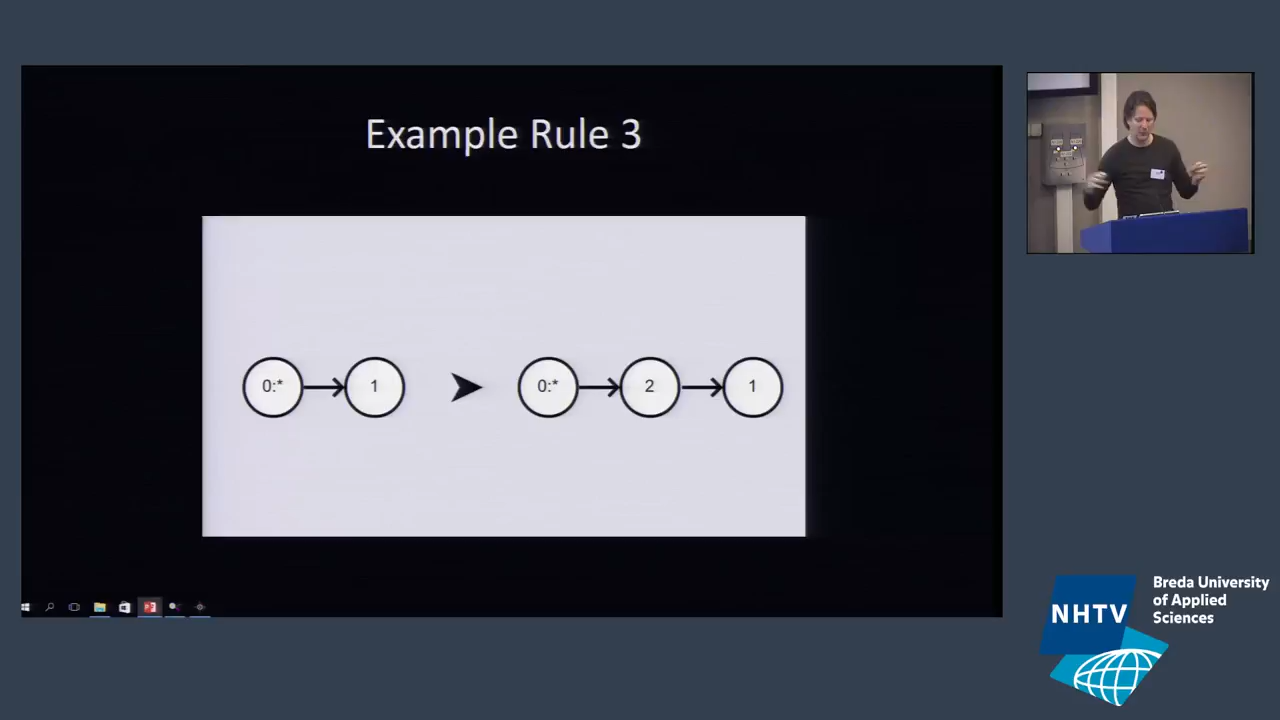 Example Rule 3
0:*
1
0:*
2
1
NHTV
Breda University
of Applied
Sciences